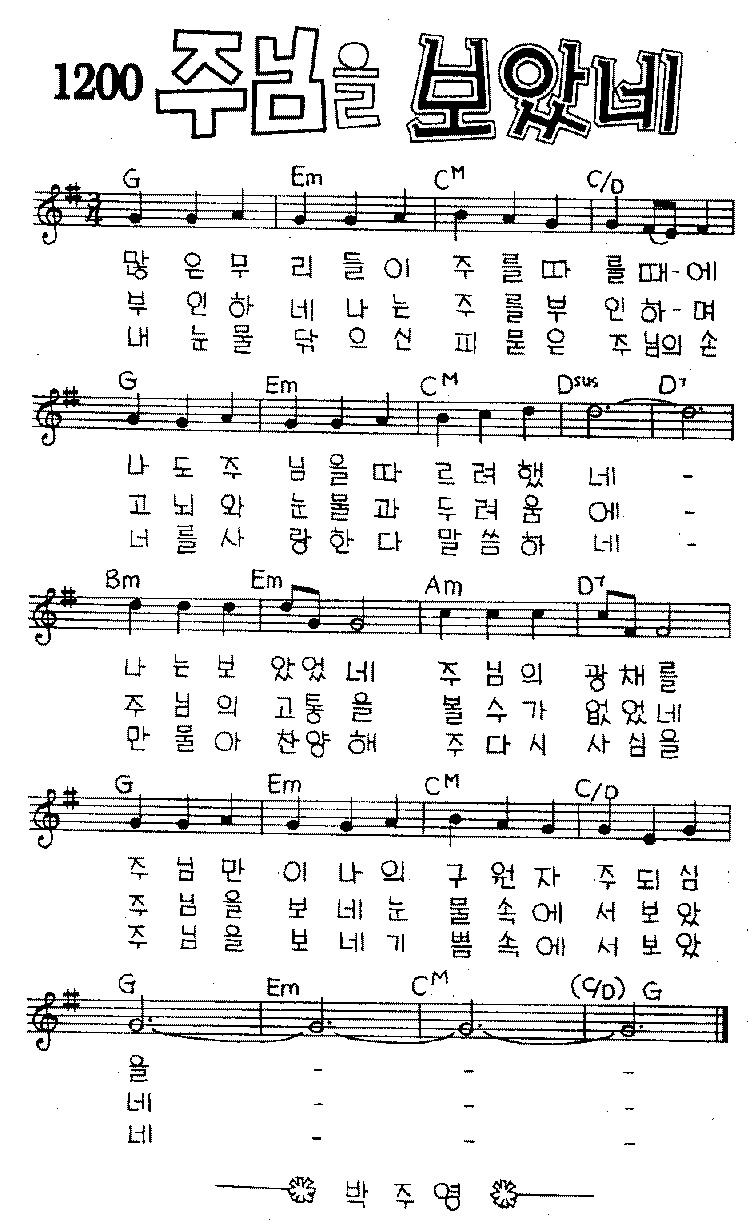 1200 주님을 보았네
G Em CM C/D
많은무 리들이 주를따 를때-에
부인하 네나는 주를부 인하-며
내눈물 닦으신 피묻은 주님의손
G Em CM Dsus D7
나도주 님을따 르려했 네 -
고뇌와 눈물과 두려움 에 -
너를사 랑한다 말씀하 네 -
Bm Em Am D7
나는보 았었네 주님의 광채를
주님의 고통을 볼수가 없었네
만물아 찬양해 주다시 사심을
G Em CM C/D
주님만 이나의 구원자 주되심
주님을 보네눈 물속에 서보았
주님을 보네기 쁨속에 서보았
G Em CM (C/D) G
을 - - -
네 - - -
네 - - -
박주영